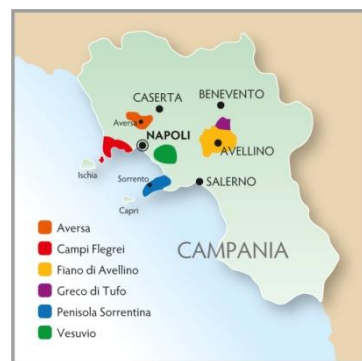 CASERTA
BENEVENTO
Aversa
NAPOLI
AVELLINO
Ischia
Sorrento
SALERNO
Capri
CAMPANIA
Aversa
Campi Flegrei
Fiano di Avellino
Greco di Tufo
Penisola Sorrentina
Vesuvio